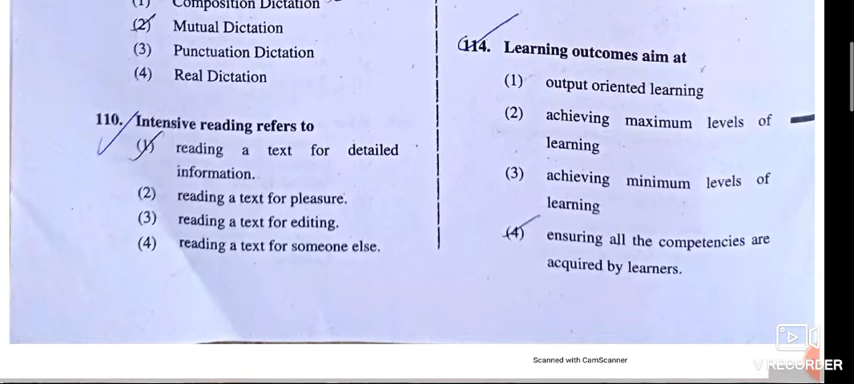 (1) Composition Dictation
(2) Mutual Dictation
(3) Punctuation Dictation
(4) Real Dictation
110. Intensive reading refers to
(1) reading a text for detailed
information.
(2) reading a text for pleasure.
(3) reading a text for editing.
(4) reading a text for someone else.
114. Learning outcomes aim at
(1) output oriented learning
(2) achieving maximum levels of
learning
(3) achieving minimum levels of
learning
(4) ensuring all the competencies are
acquired by learners.
Scanned with CamScanner
V RECORDER